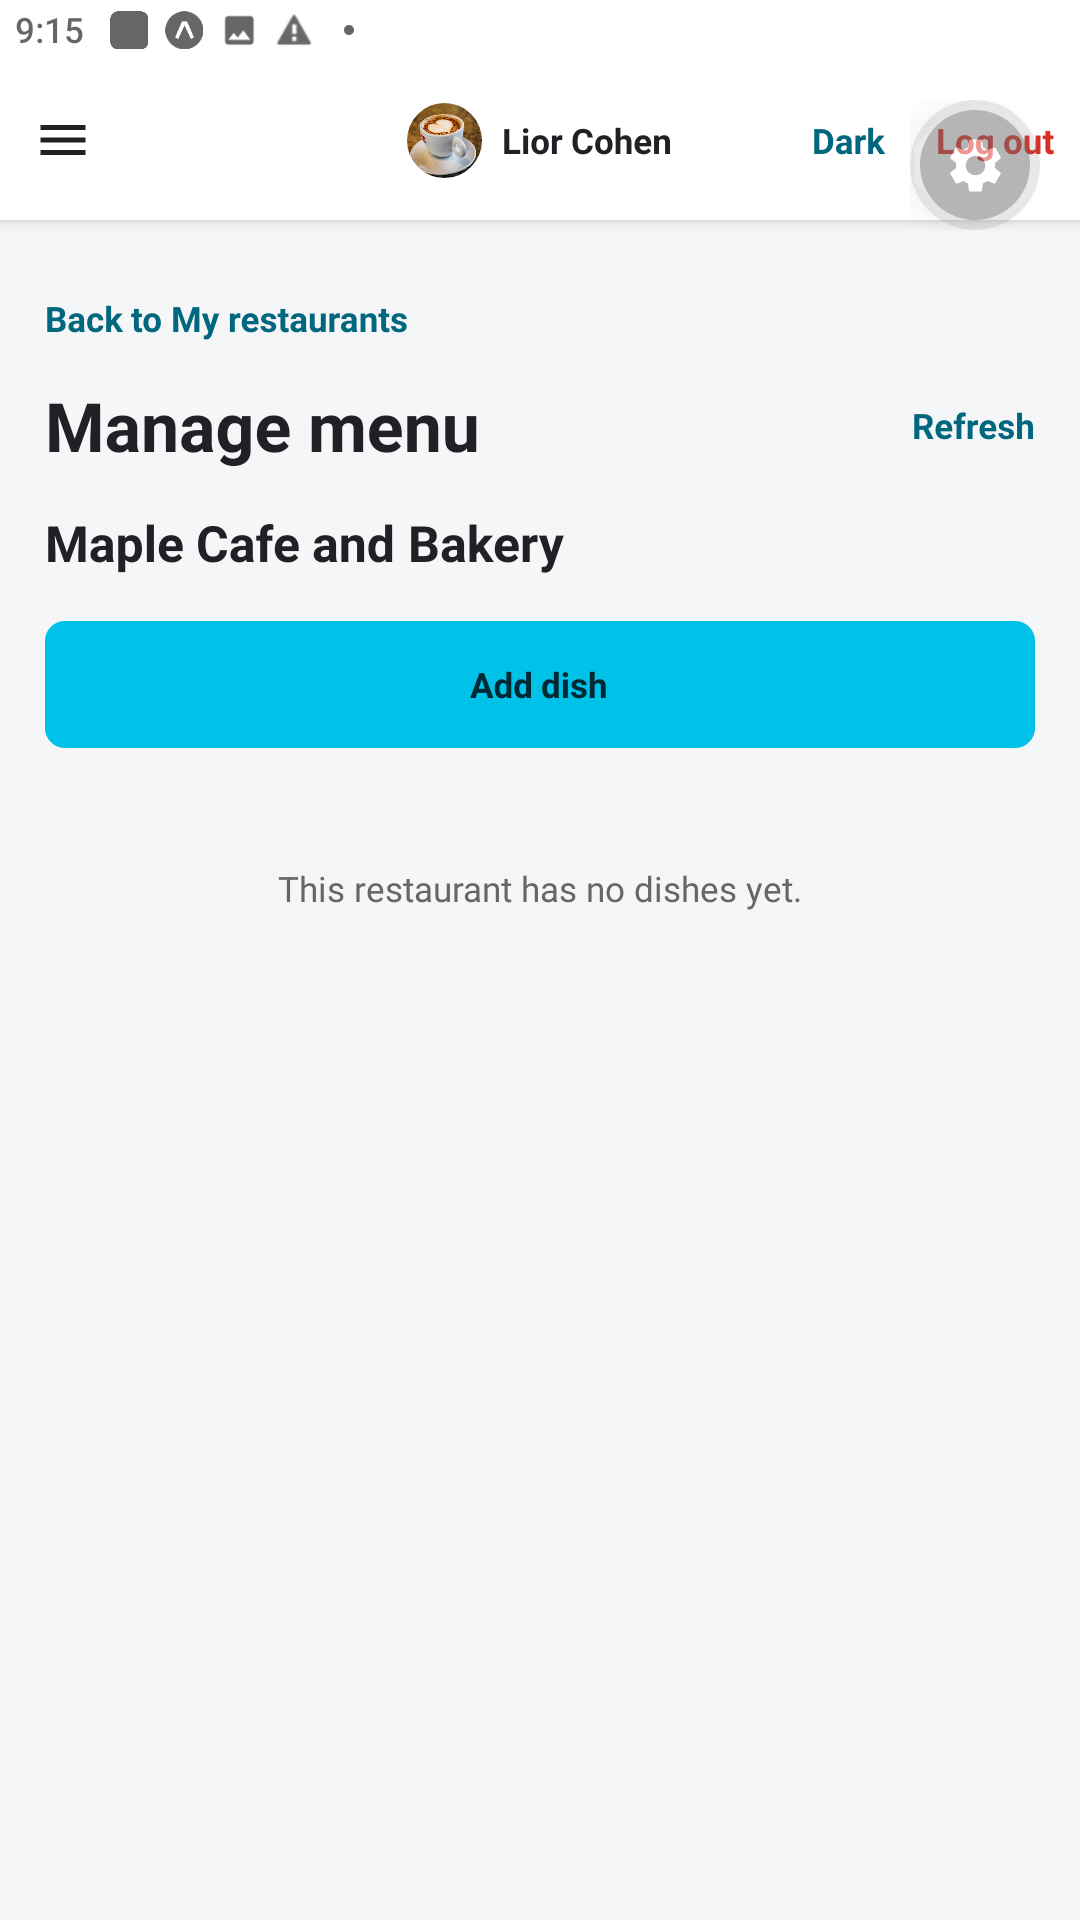 9:15
Lior Cohen
Dark
Log out
Back to My restaurants
Manage menu
Refresh
Maple Cafe and Bakery
Add dish
This restaurant has no dishes yet.